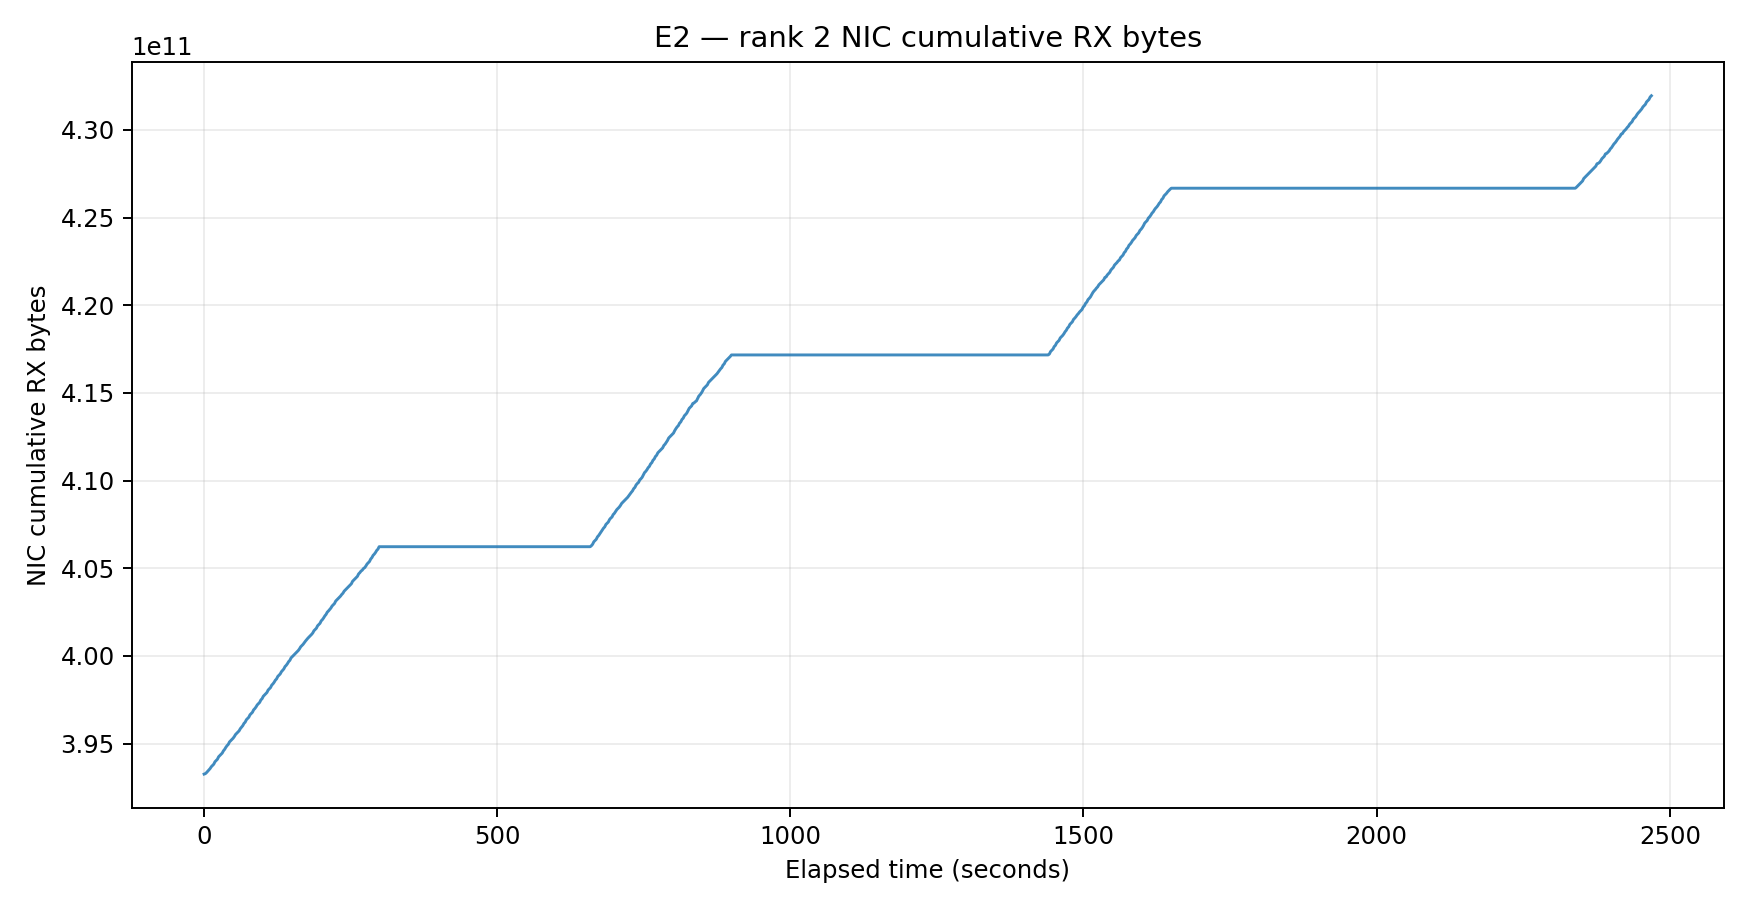 E2 — rank 2 NIC cumulative RX bytes
1e11
4.30
4.25
4.20
4.15
4.10
4.05
4.00
3.95
NIC cumulative RX bytes
0 500 1000 1500 2000 2500
Elapsed time (seconds)